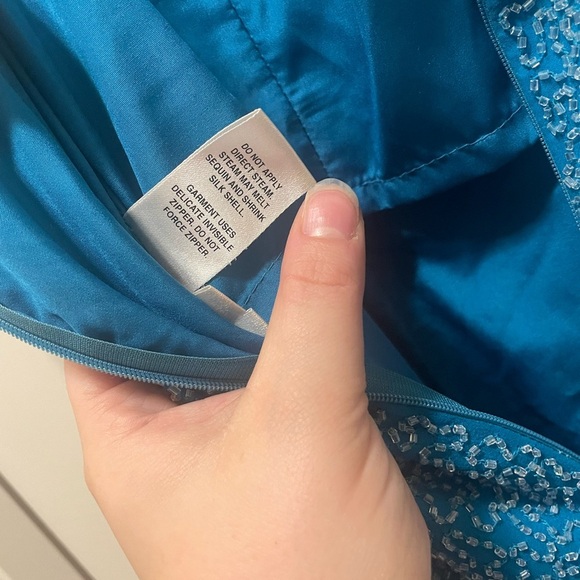 DO NOT APPLY
DIRECT STEAM.
STEAM MAY MELT
SEQUIN AND SHRINK
SILK SHELL.
GARMENT USES
DELICATE INVISIBLE
ZIPPER. DO NOT
FORCE ZIPPER.